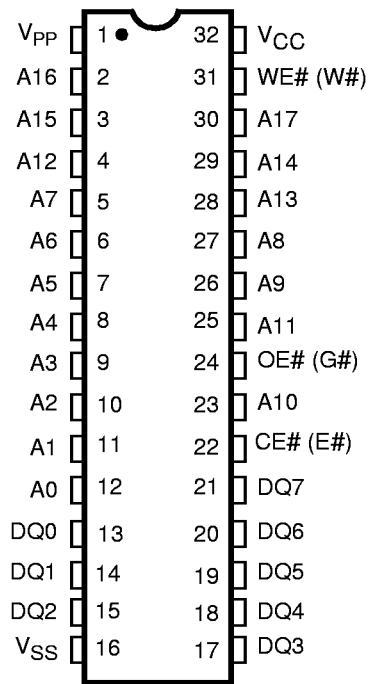 VPP 1 32 VCC
A16 2 31 WE# (W#)
A15 3 30 A17
A12 4 29 A14
A7 5 28 A13
A6 6 27 A8
A5 7 26 A9
A4 8 25 A11
A3 9 24 OE# (G#)
A2 10 23 A10
A1 11 22 CE# (E#)
A0 12 21 DQ7
DQ0 13 20 DQ6
DQ1 14 19 DQ5
DQ2 15 18 DQ4
VSS 16 17 DQ3